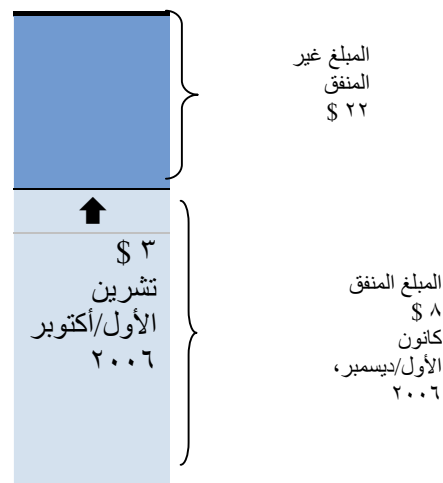 المبلغ غير
المنفق
٢٢ $
٣ $
تشرين
الأول/أكتوبر
٢٠٠٦
المبلغ المنفق
٨ $
كانون
الأول/ديسمبر،
٢٠٠٦